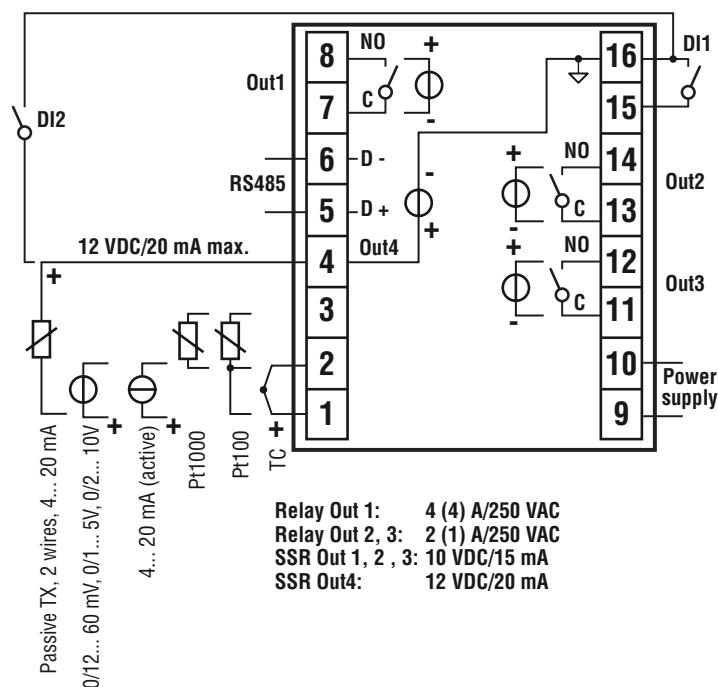 8 NO + 16 DI1
Out1
7 C - 15
DI2
6 D - + NO 14
RS485 - Out2
5 D + - C 13
+
12 VDC/20 mA max. 4 Out4 + NO 12
+
3 - C 11 Out3
2 10
Power
supply
1 9
+ + +
Passive TX, 2 wires, 4... 20 mA
0/12... 60 mV, 0/1... 5V, 0/2... 10V
4... 20 mA (active)
Pt1000
Pt100
TC
Relay Out 1: 4 (4) A/250 VAC
Relay Out 2, 3: 2 (1) A/250 VAC
SSR Out 1, 2 , 3: 10 VDC/15 mA
SSR Out4: 12 VDC/20 mA